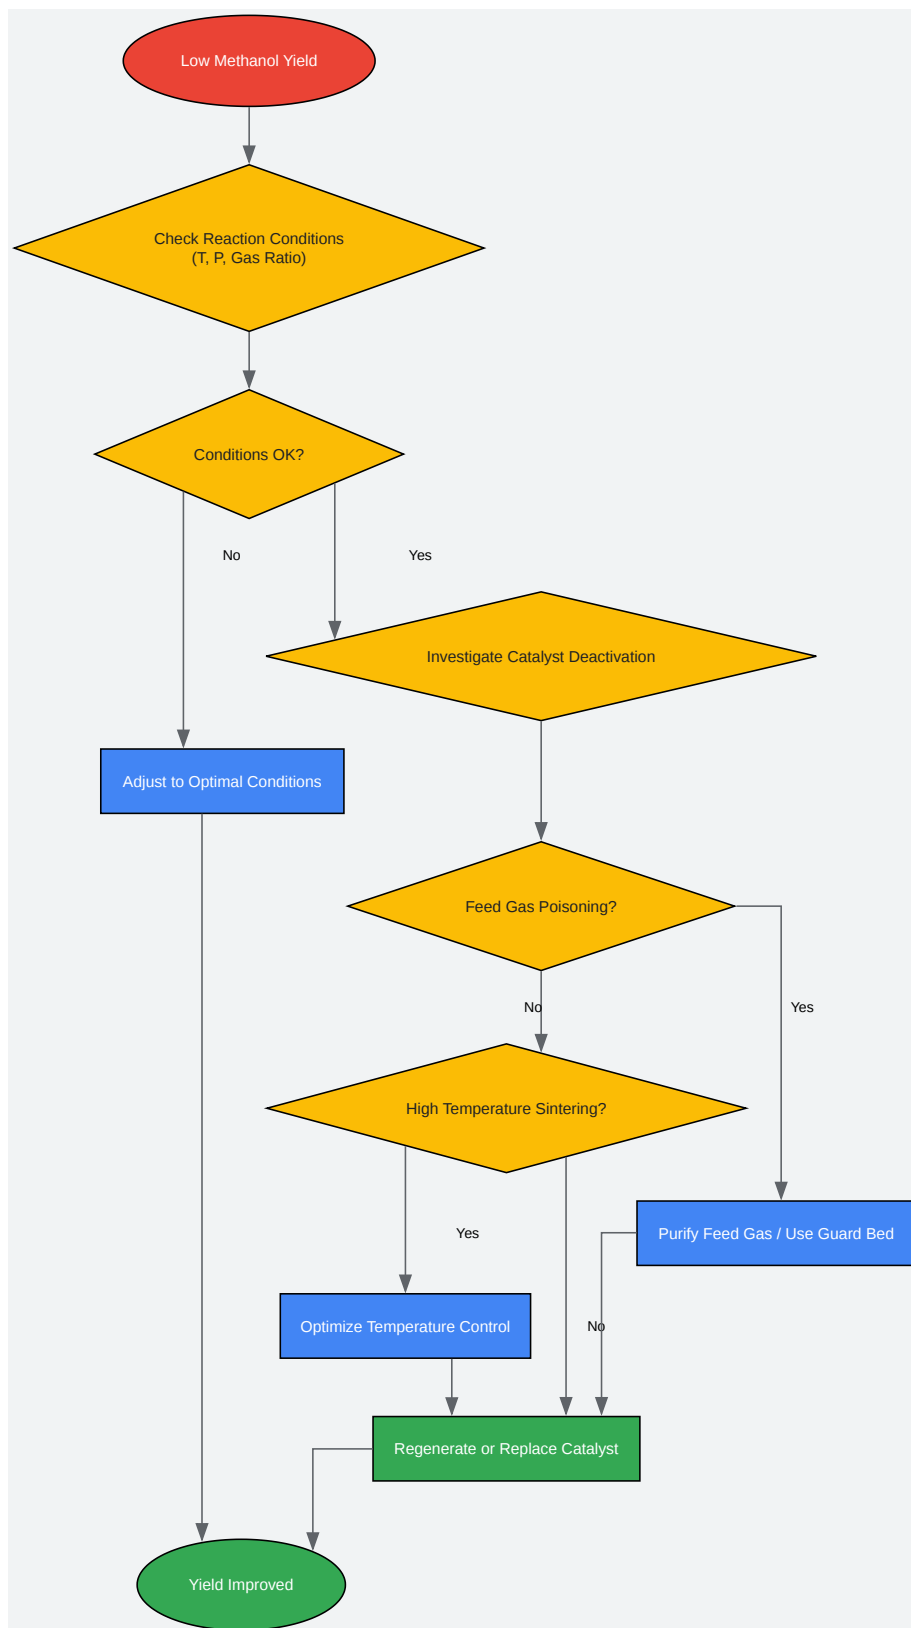 Low Methanol Yield
Check Reaction Conditions
(T, P, Gas Ratio)
Conditions OK?
No
Yes
Investigate Catalyst Deactivation
Adjust to Optimal Conditions
Feed Gas Poisoning?
No
Yes
High Temperature Sintering?
Yes
Purify Feed Gas / Use Guard Bed
Optimize Temperature Control
No
Regenerate or Replace Catalyst
Yield Improved